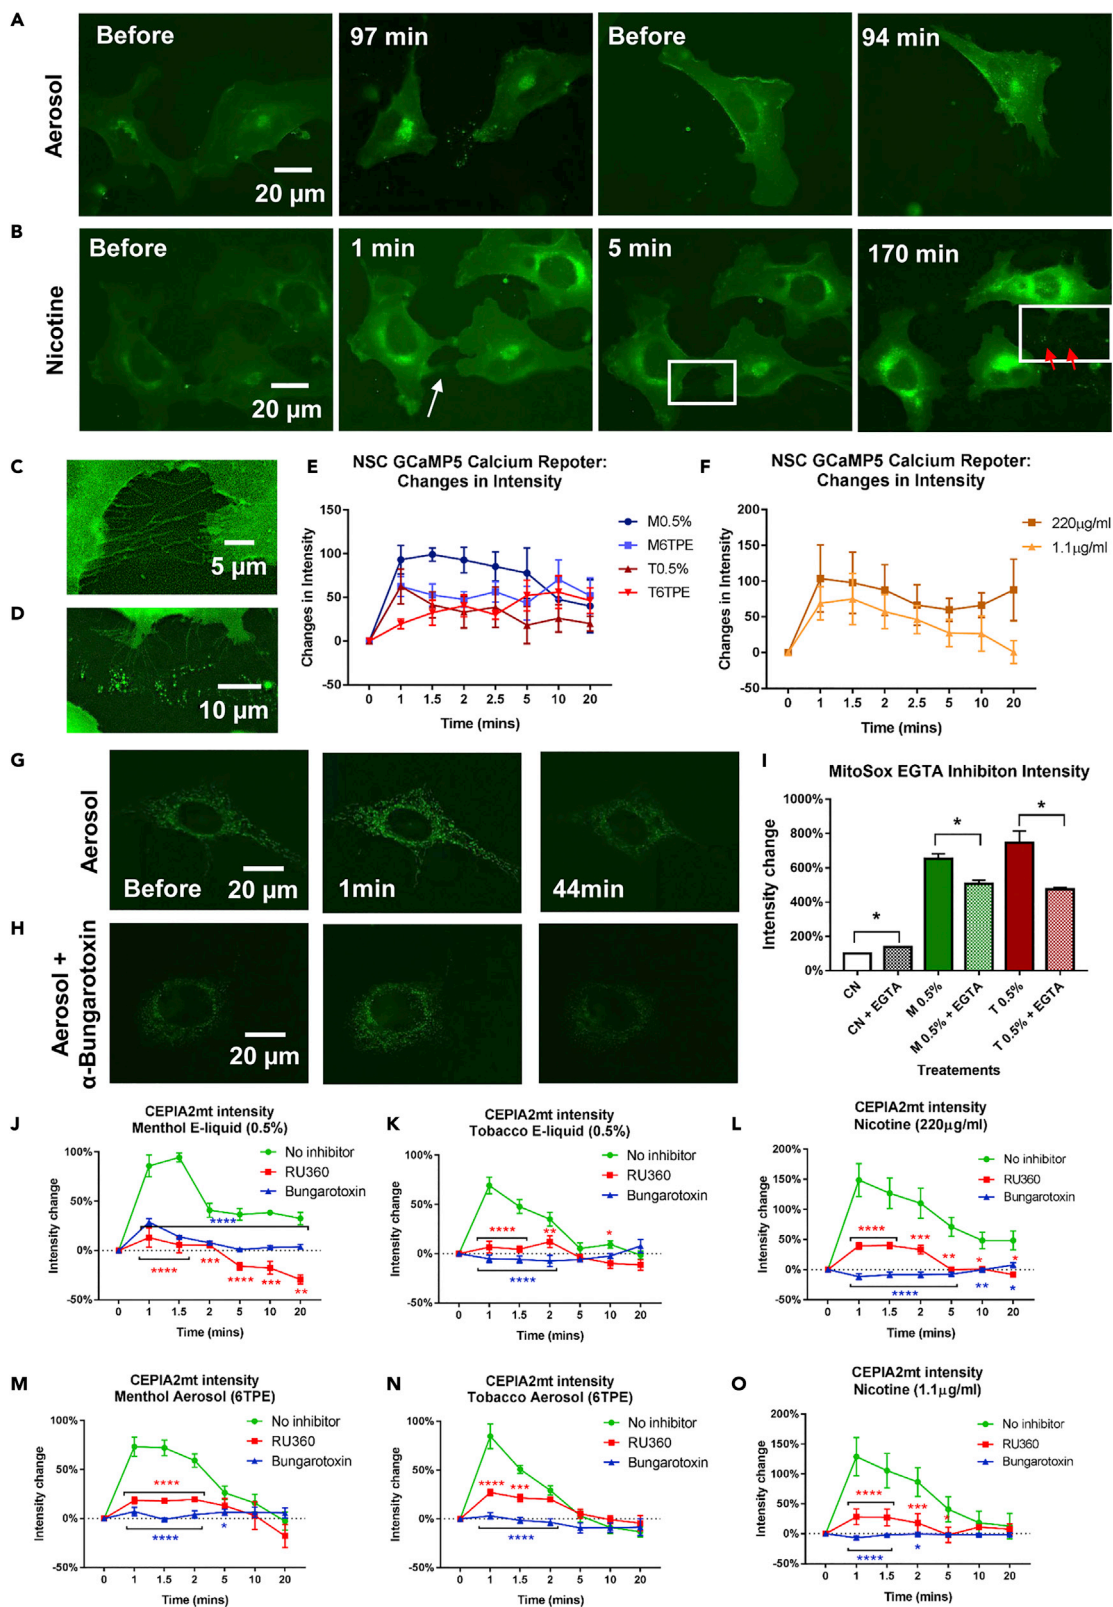 A
Aerosol
Before
97 min
Before
94 min
20 µm
B
Nicotine
Before
1 min
5 min
170 min
20 µm
C
5 µm
D
10 µm
E
NSC GCaMP5 Calcium Repoter:
Changes in Intensity
Changes in Intensity
150
100
50
0
-50
0 1 1.5 2 2.5 5 10 20
Time (mins)
M0.5%
M6TPE
T0.5%
T6TPE
F
NSC GCaMP5 Calcium Repoter:
Changes in Intensity
Changes in Intensity
200
150
100
50
0
-50
0 1 1.5 2 2.5 5 10 20
Time (mins)
220µg/ml
1.1µg/ml
G
Aerosol
Before
20 µm
1min
44min
H
Aerosol +
α-Bungarotoxin
20 µm
I
MitoSox EGTA Inhibiton Intensity
Intensity change
1000%
800%
600%
400%
200%
0%
* * *
CN
CN + EGTA
M 0.5%
M 0.5% + EGTA
T 0.5%
T 0.5% + EGTA
Treatements
J
CEPIA2mt intensity
Menthol E-liquid (0.5%)
Intensity change
100%
50%
0%
-50%
No inhibitor
RU360
Bungarotoxin
****
**** *** **** *** **
0 1 1.5 2 5 10 20
Time (mins)
K
CEPIA2mt intensity
Tobacco E-liquid (0.5%)
Intensity change
100%
50%
0%
-50%
No inhibitor
RU360
Bungarotoxin
**** ** *
****
0 1 1.5 2 5 10 20
Time (mins)
L
CEPIA2mt intensity
Nicotine (220µg/ml)
Intensity change
200%
150%
100%
50%
0%
-50%
No inhibitor
RU360
Bungarotoxin
**** *** ** * *
**** ** *
0 1 1.5 2 5 10 20
Time (mins)
M
CEPIA2mt intensity
Menthol Aerosol (6TPE)
Intensity change
100%
50%
0%
-50%
No inhibitor
RU360
Bungarotoxin
****
**** *
0 1 1.5 2 5 10 20
Time (mins)
N
CEPIA2mt intensity
Tobacco Aerosol (6TPE)
Intensity change
100%
50%
0%
-50%
No inhibitor
RU360
Bungarotoxin
**** ***
****
0 1 1.5 2 5 10 20
Time (mins)
O
CEPIA2mt intensity
Nicotine (1.1µg/ml)
Intensity change
200%
150%
100%
50%
0%
-50%
No inhibitor
RU360
Bungarotoxin
**** *** *
**** *
0 1 1.5 2 5 10 20
Time (mins)